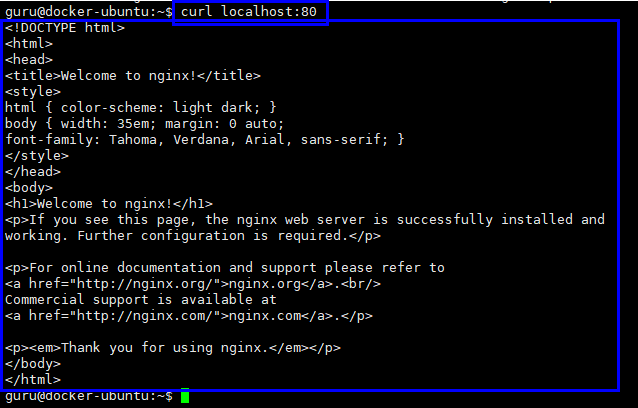 guru@docker-ubuntu:~$ curl localhost:80
<!DOCTYPE html>
<html>
<head>
<title>Welcome to nginx!</title>
<style>
html { color-scheme: light dark; }
body { width: 35em; margin: 0 auto;
font-family: Tahoma, Verdana, Arial, sans-serif; }
</style>
</head>
<body>
<h1>Welcome to nginx!</h1>
<p>If you see this page, the nginx web server is successfully installed and
working. Further configuration is required.</p>

<p>For online documentation and support please refer to
<a href="http://nginx.org/">nginx.org</a>.<br/>
Commercial support is available at
<a href="http://nginx.com/">nginx.com</a>.</p>

<p><em>Thank you for using nginx.</em></p>
</body>
</html>
guru@docker-ubuntu:~$